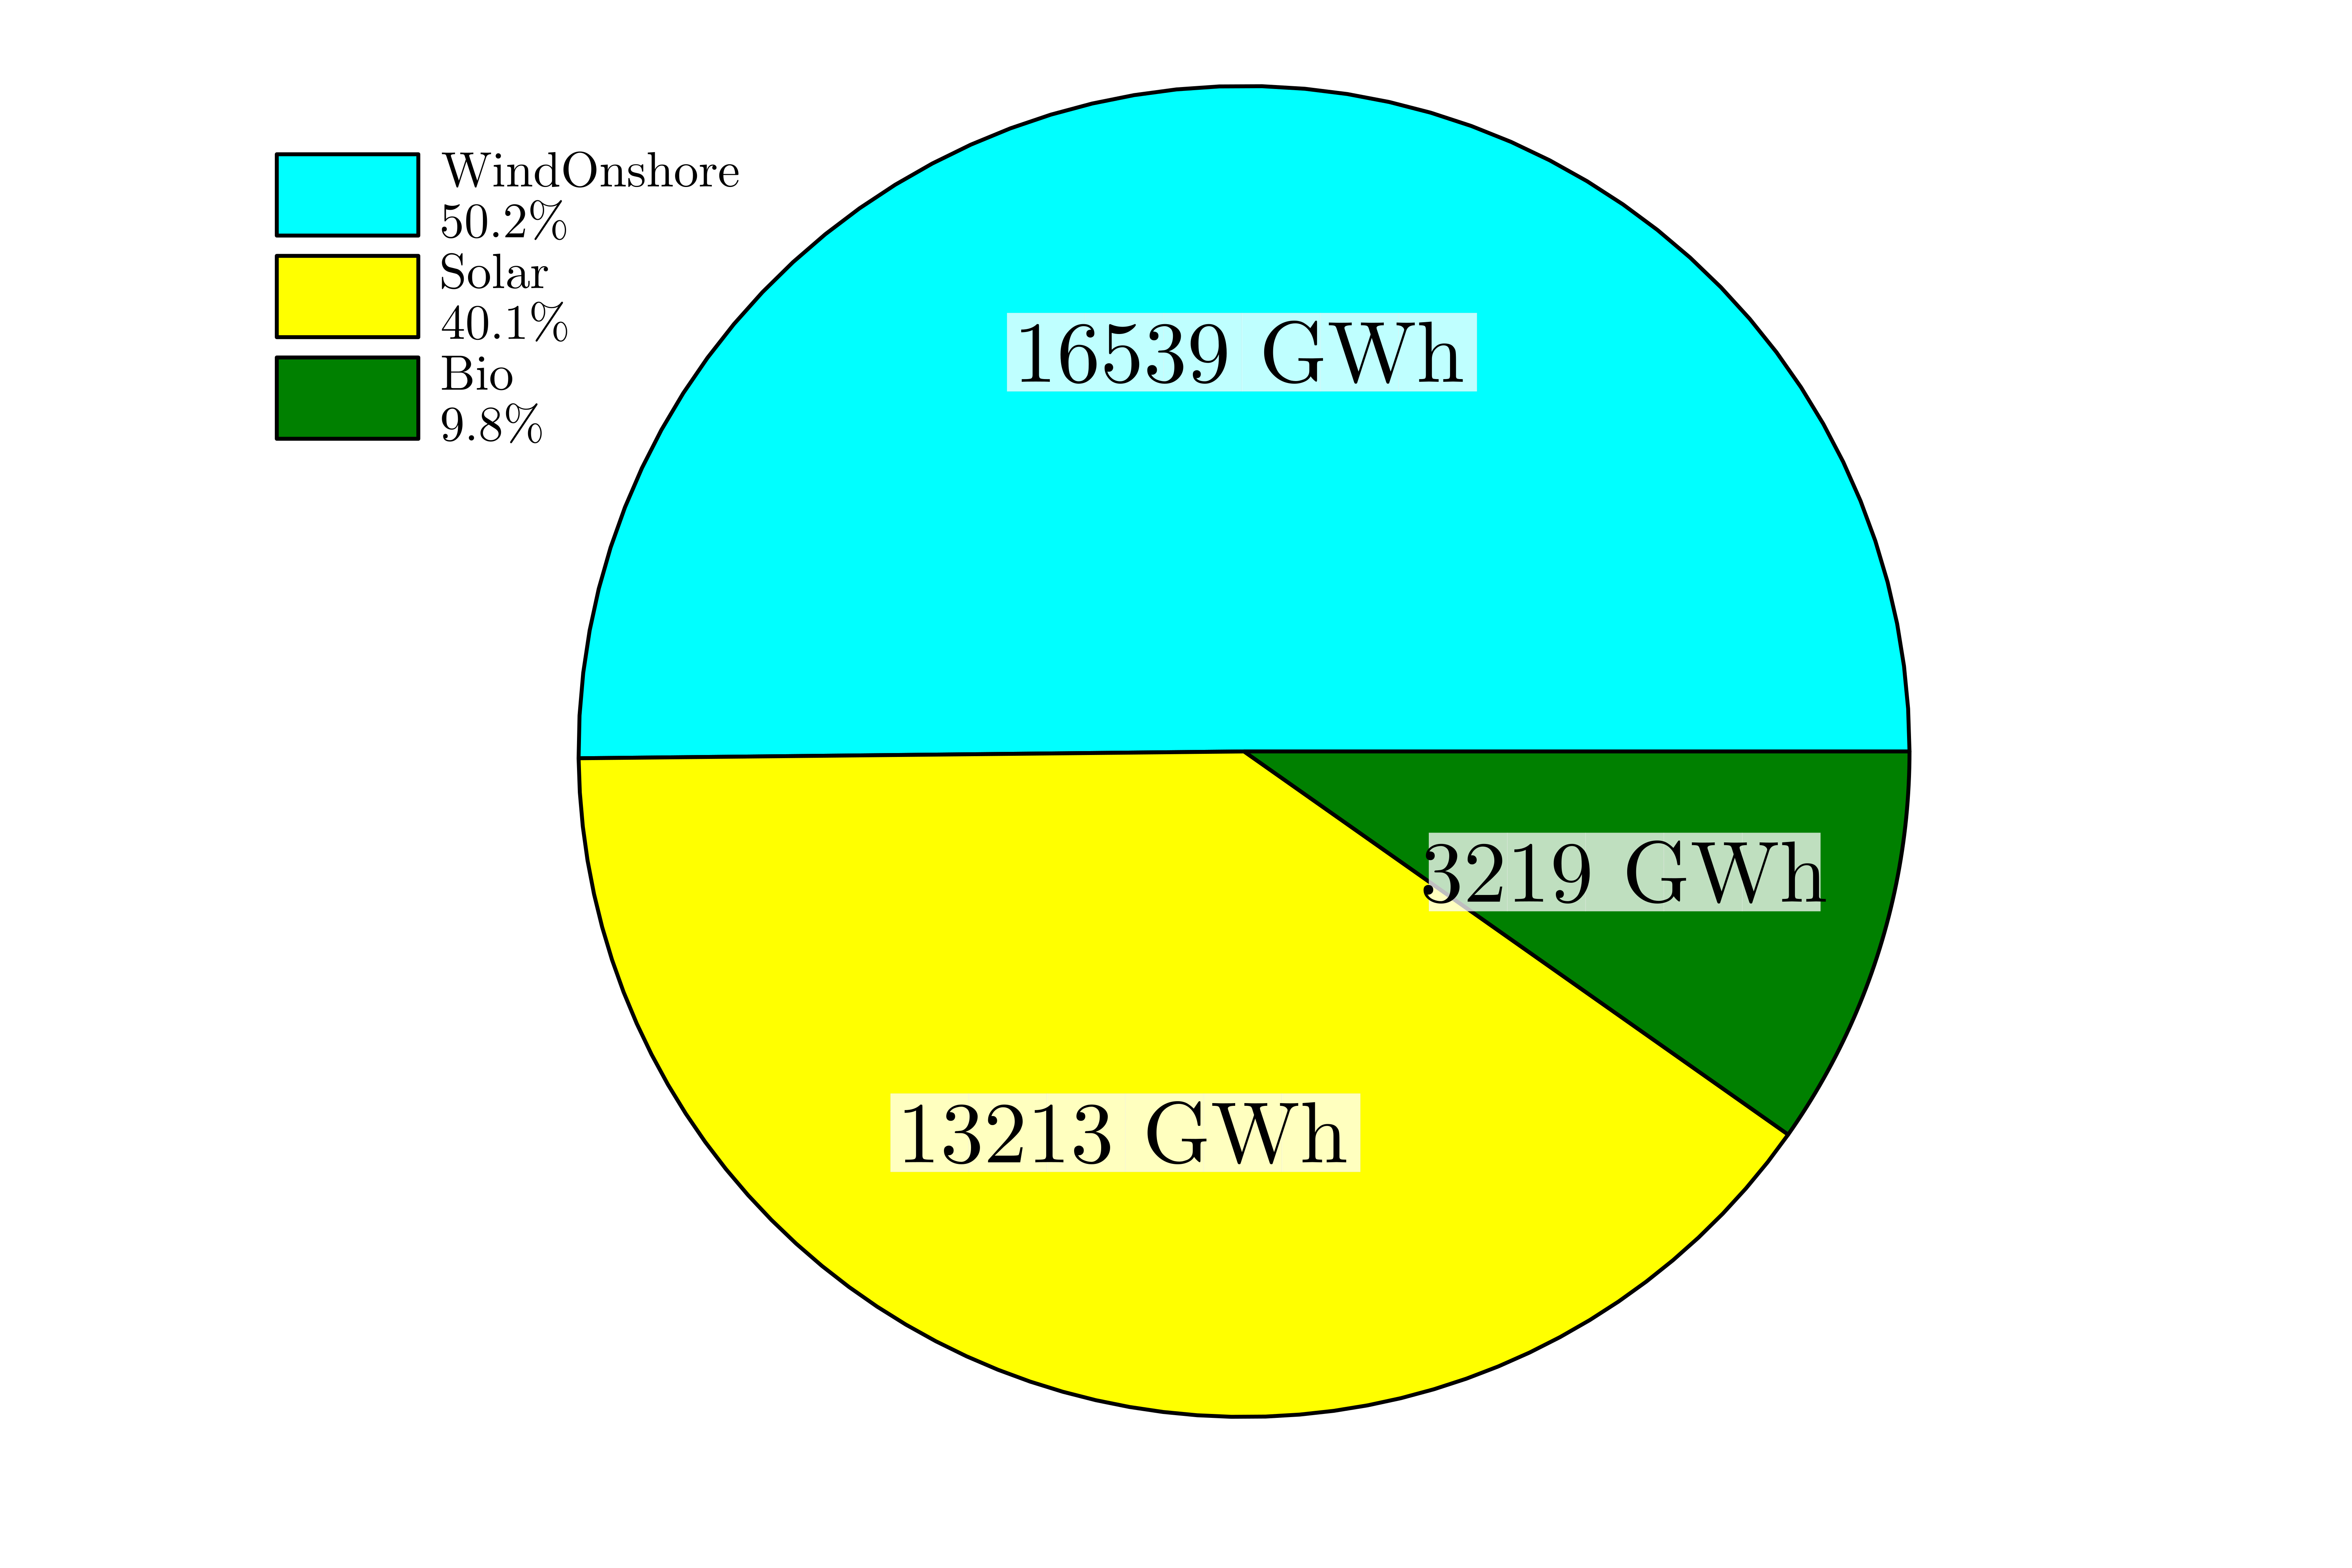 WindOnshore
50.2%
Solar
40.1%
Bio
9.8%
16539 GWh
3219 GWh
13213 GWh